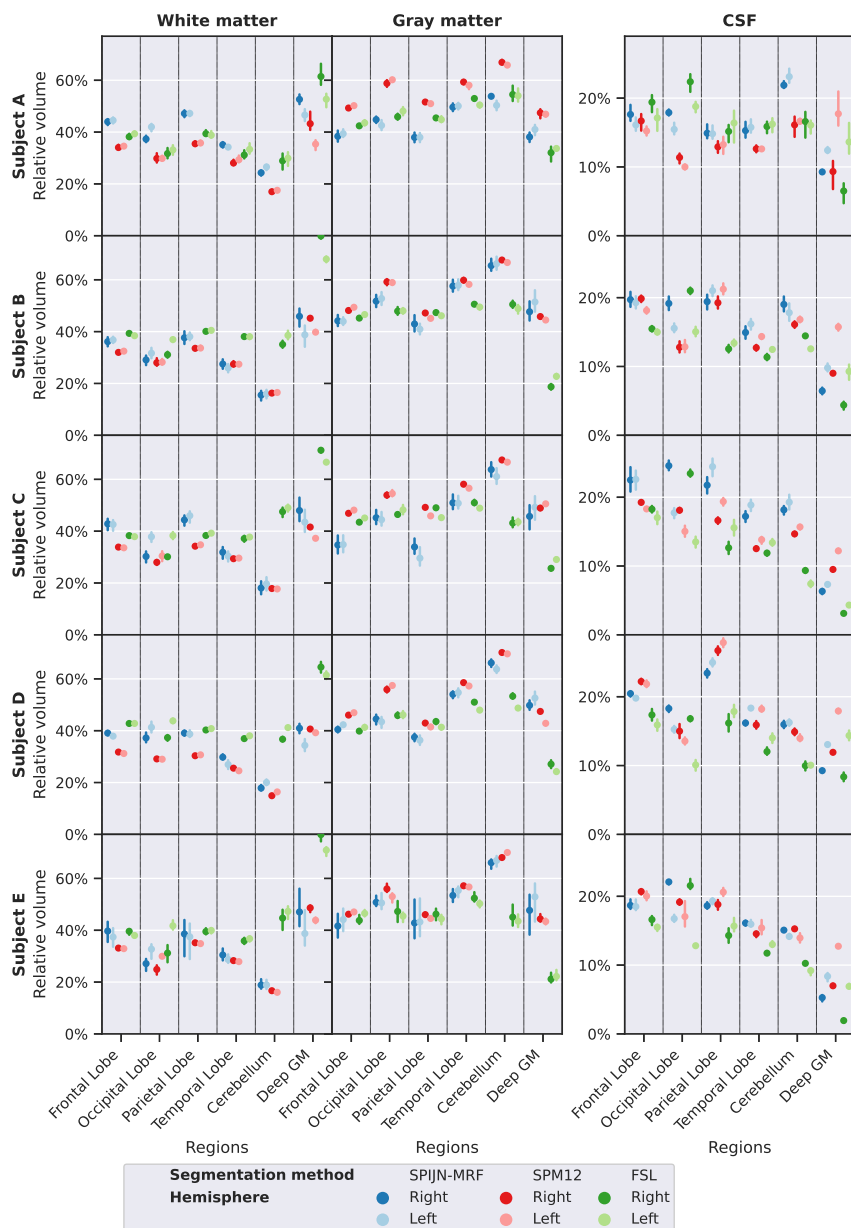 White matter Gray matter CSF
Subject A
Relative volume
60%
40%
20%
0%
20%
10%
0%
Subject B
Relative volume
60%
40%
20%
0%
20%
10%
0%
Subject C
Relative volume
60%
40%
20%
0%
20%
10%
0%
Subject D
Relative volume
60%
40%
20%
0%
20%
10%
0%
Subject E
Relative volume
60%
40%
20%
0%
20%
10%
0%
Frontal Lobe
Occipital Lobe
Parietal Lobe
Temporal Lobe
Cerebellum
Deep GM
Frontal Lobe
Occipital Lobe
Parietal Lobe
Temporal Lobe
Cerebellum
Deep GM
Frontal Lobe
Occipital Lobe
Parietal Lobe
Temporal Lobe
Cerebellum
Deep GM
Regions Regions Regions
Segmentation method SPIJN-MRF SPM12 FSL
Hemisphere Right Right Right
Left Left Left